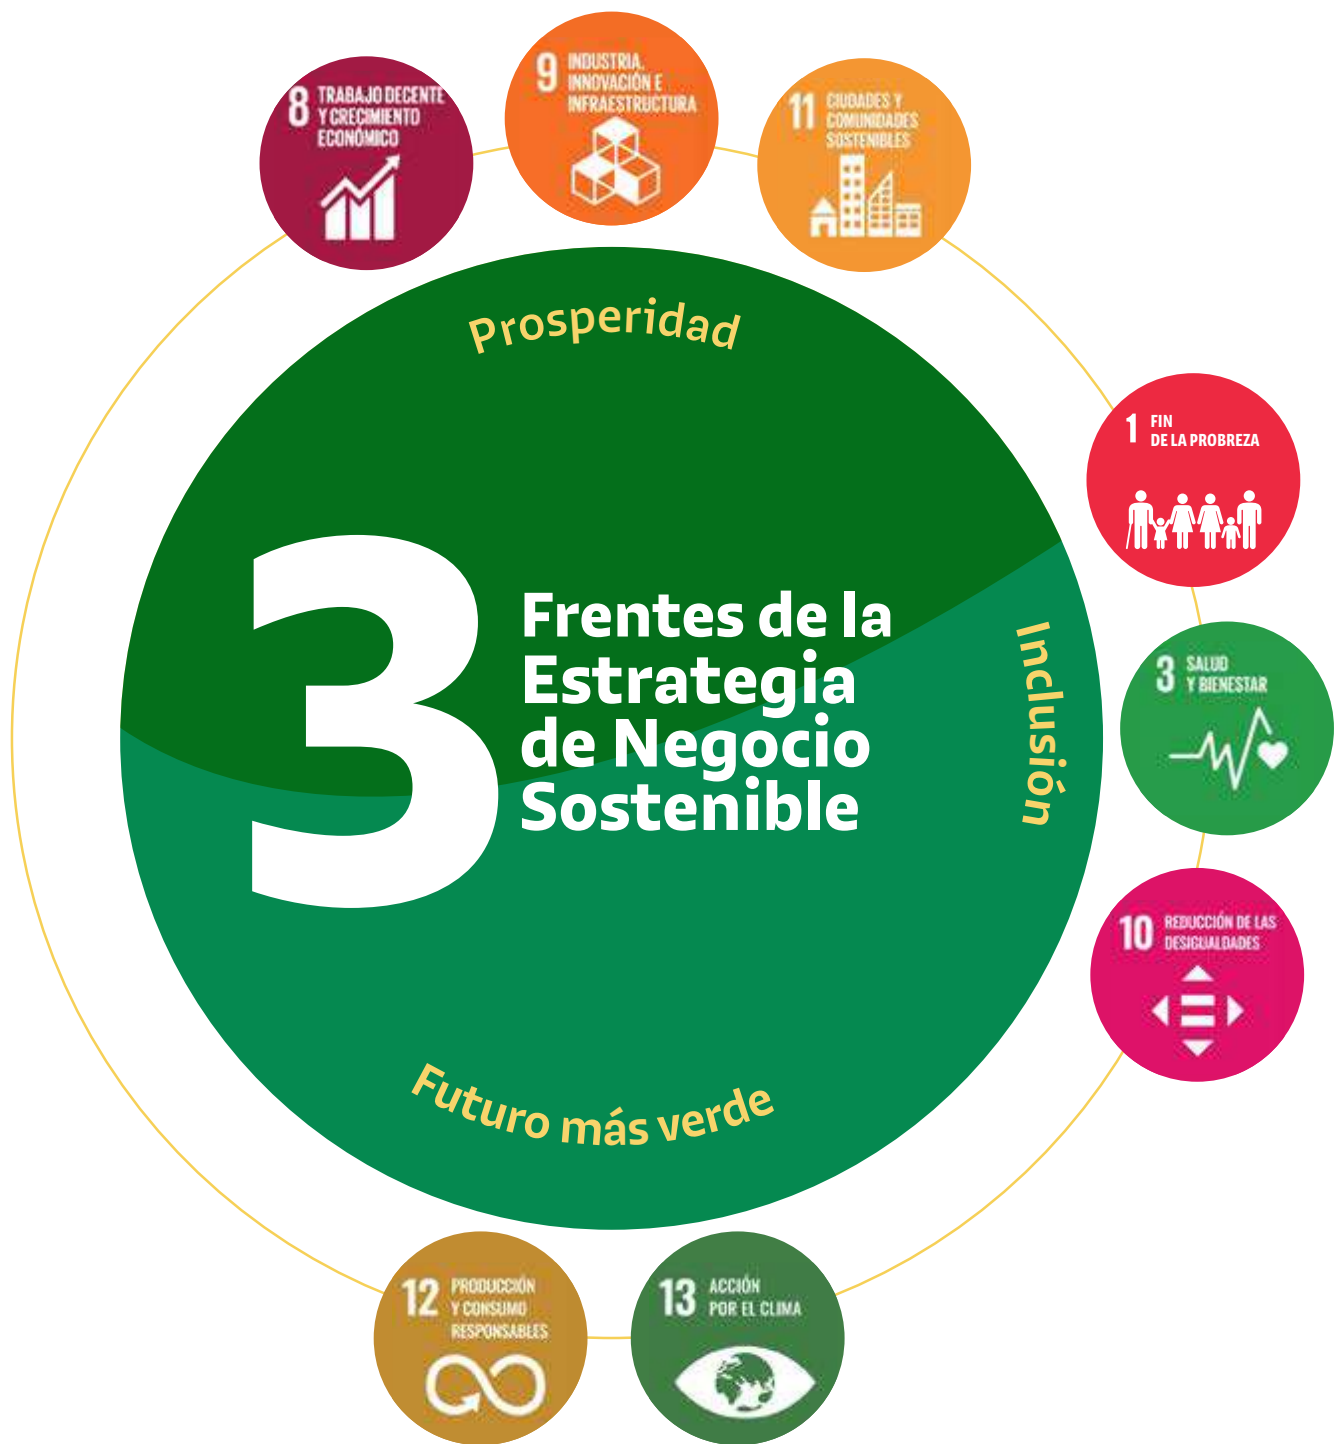 8 TRABAJO DECENTE
Y CRECIMIENTO
ECONÓMICO
9 INDUSTRIA,
INNOVACIÓN E
INFRAESTRUCTURA
11 CIUDADES Y
COMUNIDADES
SOSTENIBLES
Prosperidad
1 FIN
DE LA PROBREZA
3 Frentes de la
Estrategia
de Negocio
Sostenible
Inclusión
3 SALUD
Y BIENESTAR
10 REDUCCIÓN DE LAS
DESIGUALDADES
Futuro más verde
12 PRODUCCIÓN
Y CONSUMO
RESPONSABLES
13 ACCIÓN
POR EL CLIMA